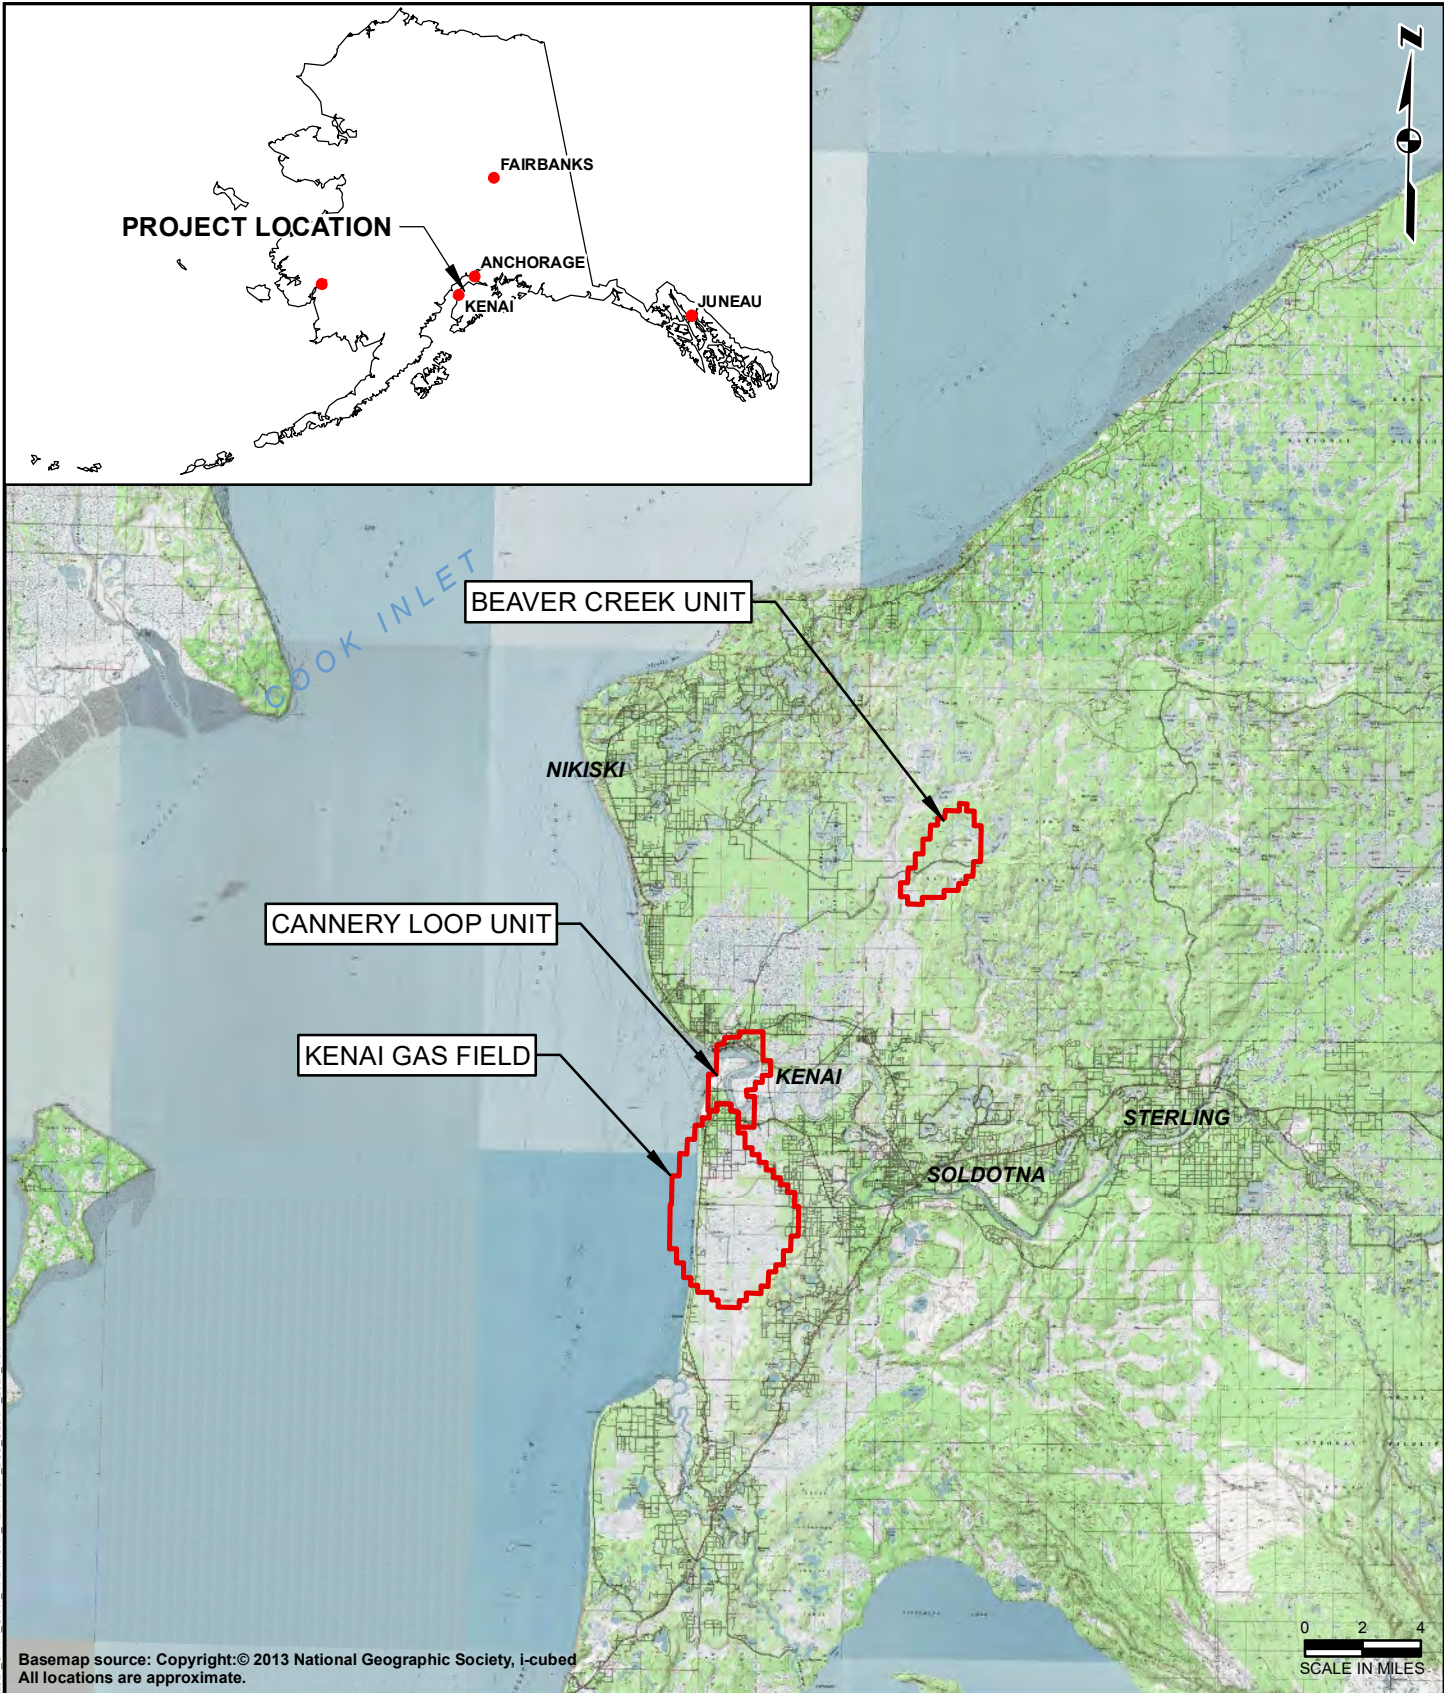 N
FAIRBANKS
PROJECT LOCATION
ANCHORAGE
KENAI
JUNEAU
COOK INLET
BEAVER CREEK UNIT
NIKISKI
CANNERY LOOP UNIT
KENAI GAS FIELD
KENAI
STERLING
SOLDOTNA
0 2 4
SCALE IN MILES
Basemap source: Copyright:© 2013 National Geographic Society, i-cubed
All locations are approximate.